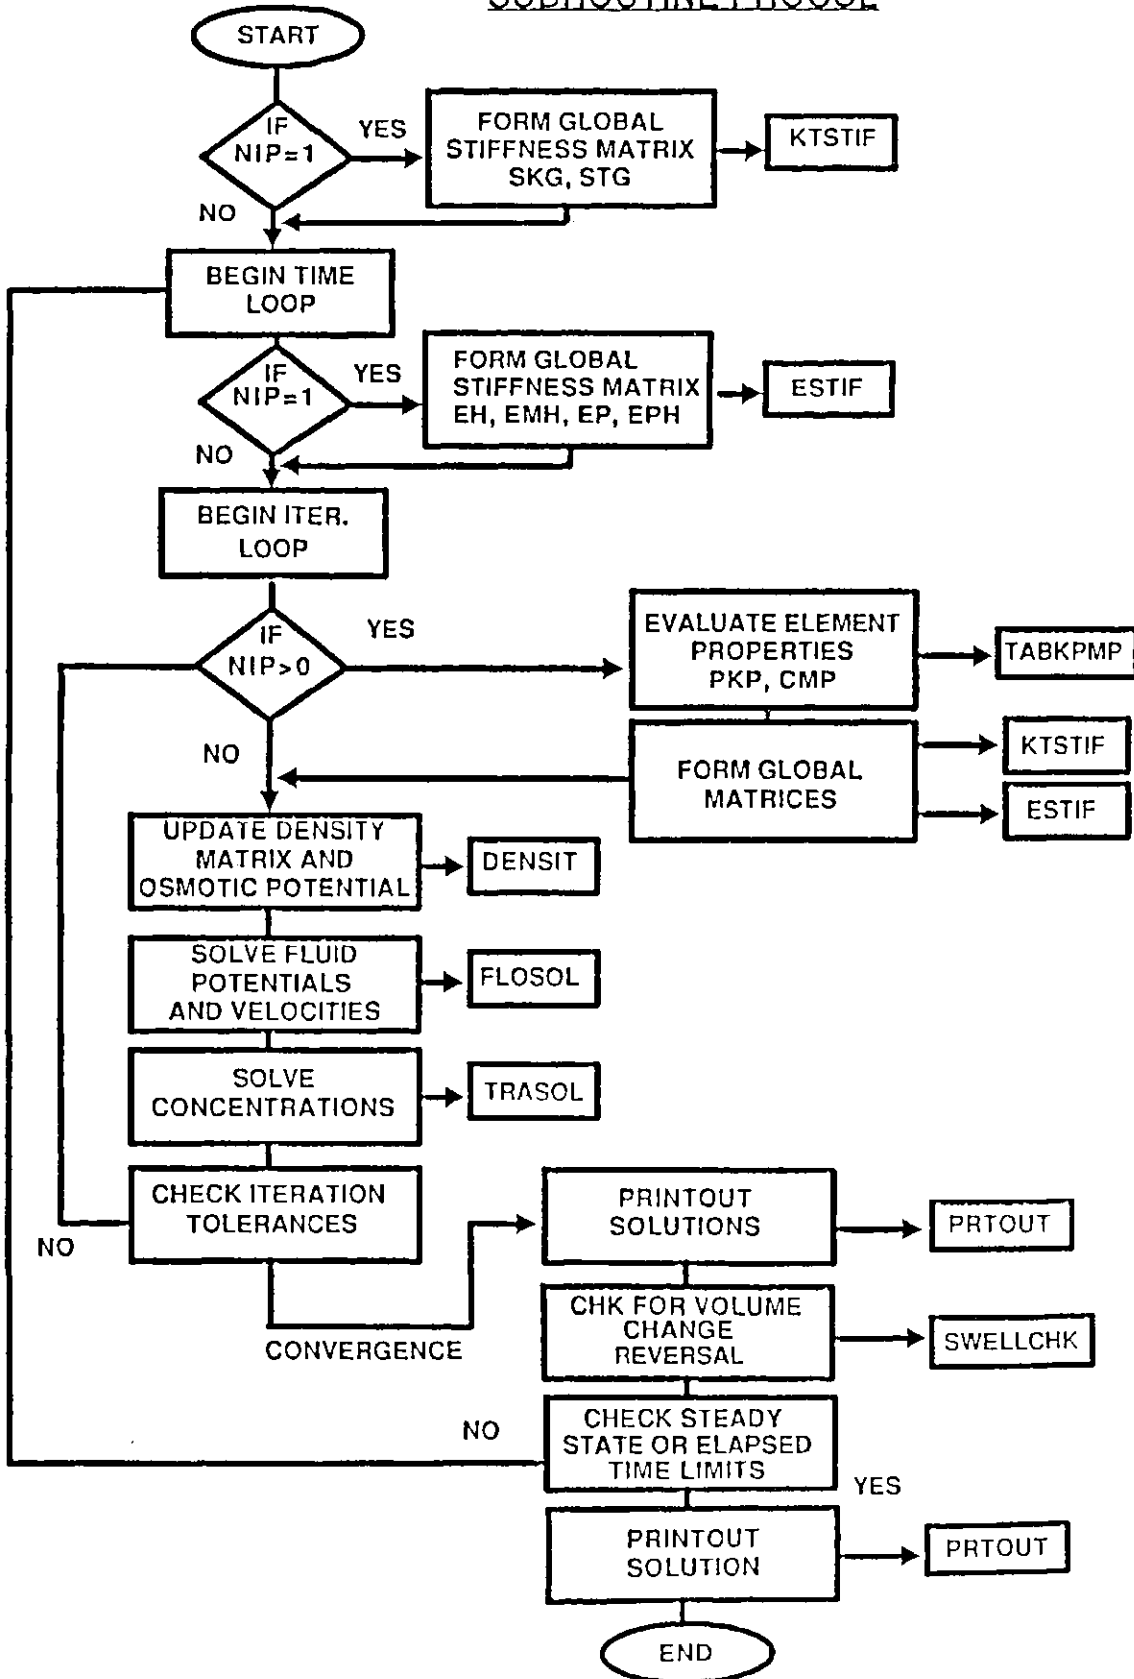 START
IF
NIP=1
YES
FORM GLOBAL
STIFFNESS MATRIX
SKG, STG
KTSTIF
NO
BEGIN TIME
LOOP
IF
NIP=1
YES
FORM GLOBAL
STIFFNESS MATRIX
EH, EMH, EP, EPH
ESTIF
NO
BEGIN ITER.
LOOP
IF
NIP>0
YES
EVALUATE ELEMENT
PROPERTIES
PKP, CMP
TABKPMP
NO
FORM GLOBAL
MATRICES
KTSTIF
ESTIF
UPDATE DENSITY
MATRIX AND
OSMOTIC POTENTIAL
DENSIT
SOLVE FLUID
POTENTIALS
AND VELOCITIES
FLOSOL
SOLVE
CONCENTRATIONS
TRASOL
CHECK ITERATION
TOLERANCES
NO
CONVERGENCE
PRINTOUT
SOLUTIONS
PRTOUT
CHK FOR VOLUME
CHANGE
REVERSAL
SWELLCHK
NO
CHECK STEADY
STATE OR ELAPSED
TIME LIMITS
YES
PRINTOUT
SOLUTION
PRTOUT
END